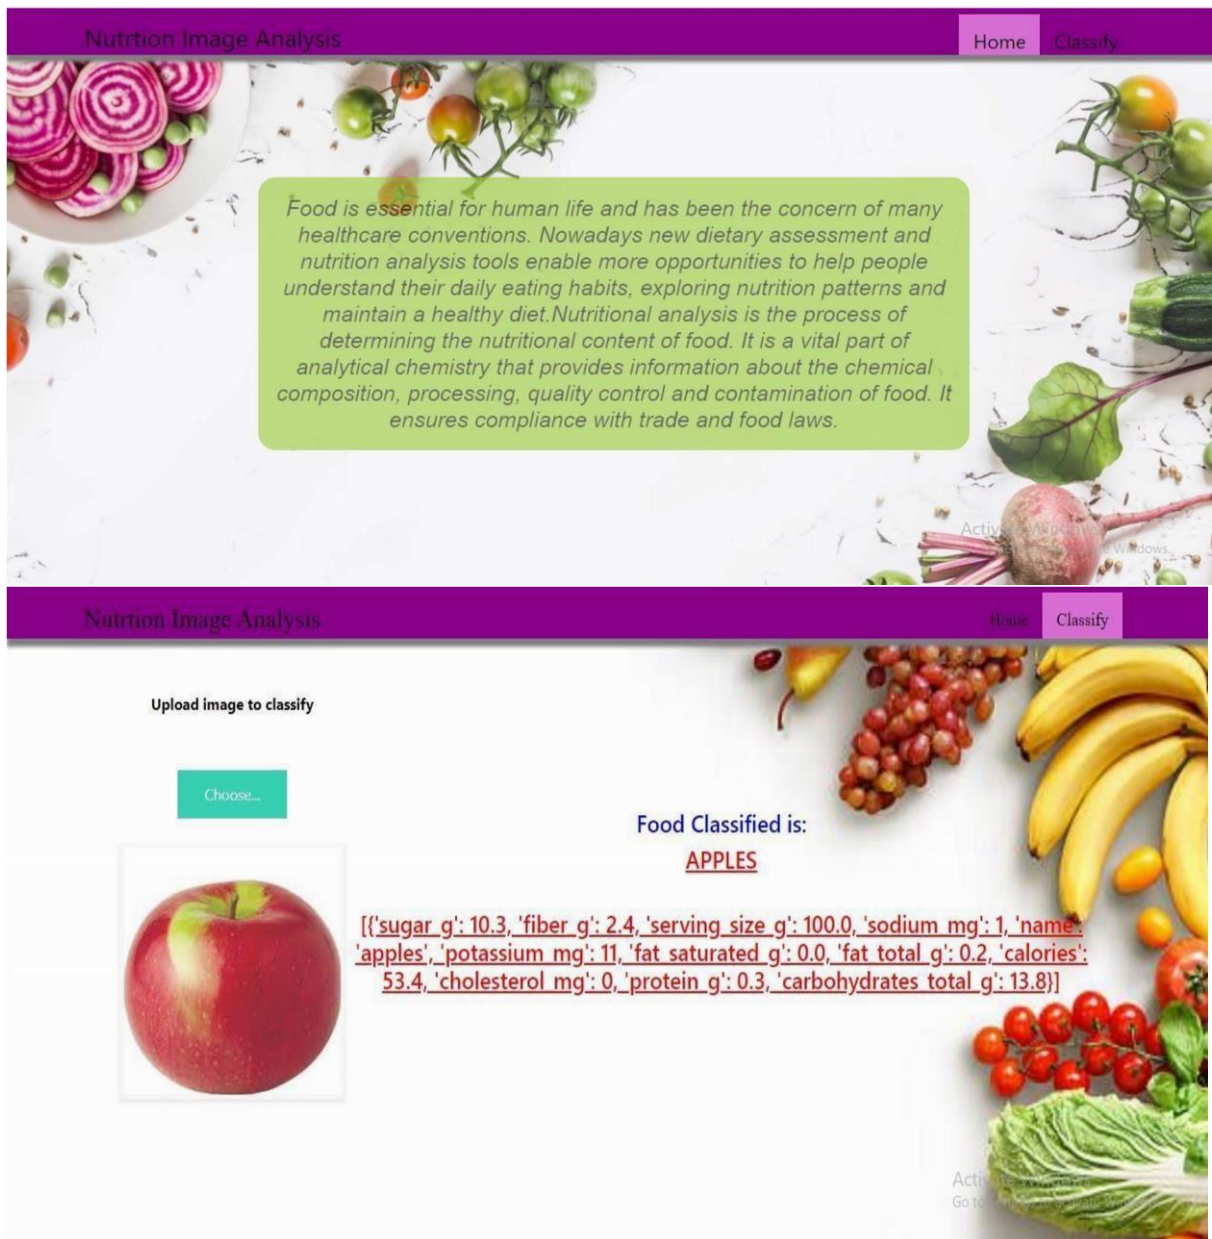 Nutrtion Image Analysis
Home Classify
Food is essential for human life and has been the concern of many
healthcare conventions. Nowadays new dietary assessment and
nutrition analysis tools enable more opportunities to help people
understand their daily eating habits, exploring nutrition patterns and
maintain a healthy diet.Nutritional analysis is the process of
determining the nutritional content of food. It is a vital part of
analytical chemistry that provides information about the chemical
composition, processing, quality control and contamination of food. It
ensures compliance with trade and food laws.
Activate Windows
Windows.
Nutrtion Image Analysis
Home Classify
Upload image to classify
Choose...
Food Classified is:
APPLES
[{'sugar_g': 10.3, 'fiber_g': 2.4, 'serving_size_g': 100.0, 'sodium_mg': 1, 'name':
'apples', 'potassium_mg': 11, 'fat_saturated_g': 0.0, 'fat_total_g': 0.2, 'calories':
53.4, 'cholesterol_mg': 0, 'protein_g': 0.3, 'carbohydrates_total_g': 13.8}]
Activate Windows
Go to